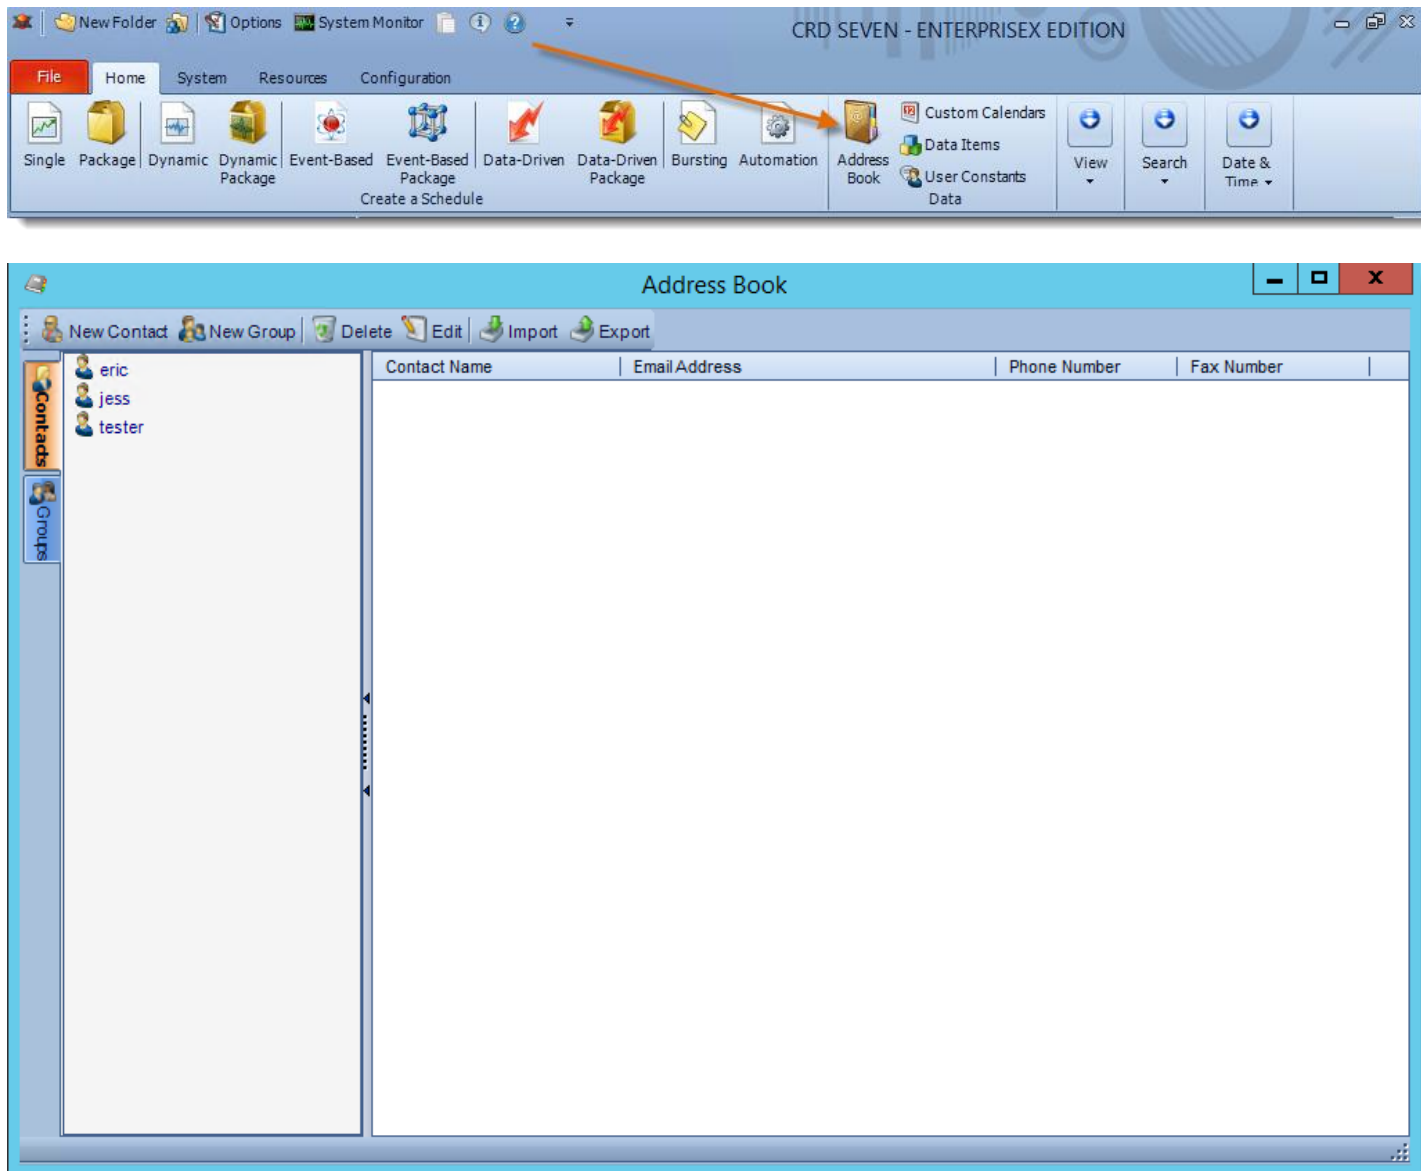 New Folder Options System Monitor
CRD SEVEN - ENTERPRISEX EDITION
File Home System Resources Configuration
Single Package Dynamic Dynamic Package Event-Based Event-Based Package Data-Driven Data-Driven Package Bursting Automation
Create a Schedule
Address Book
Custom Calendars
Data Items
User Constants
Data
View
Search
Date & Time
Address Book
New Contact New Group Delete Edit Import Export
Contacts
Groups
eric
jess
tester
Contact Name Email Address Phone Number Fax Number